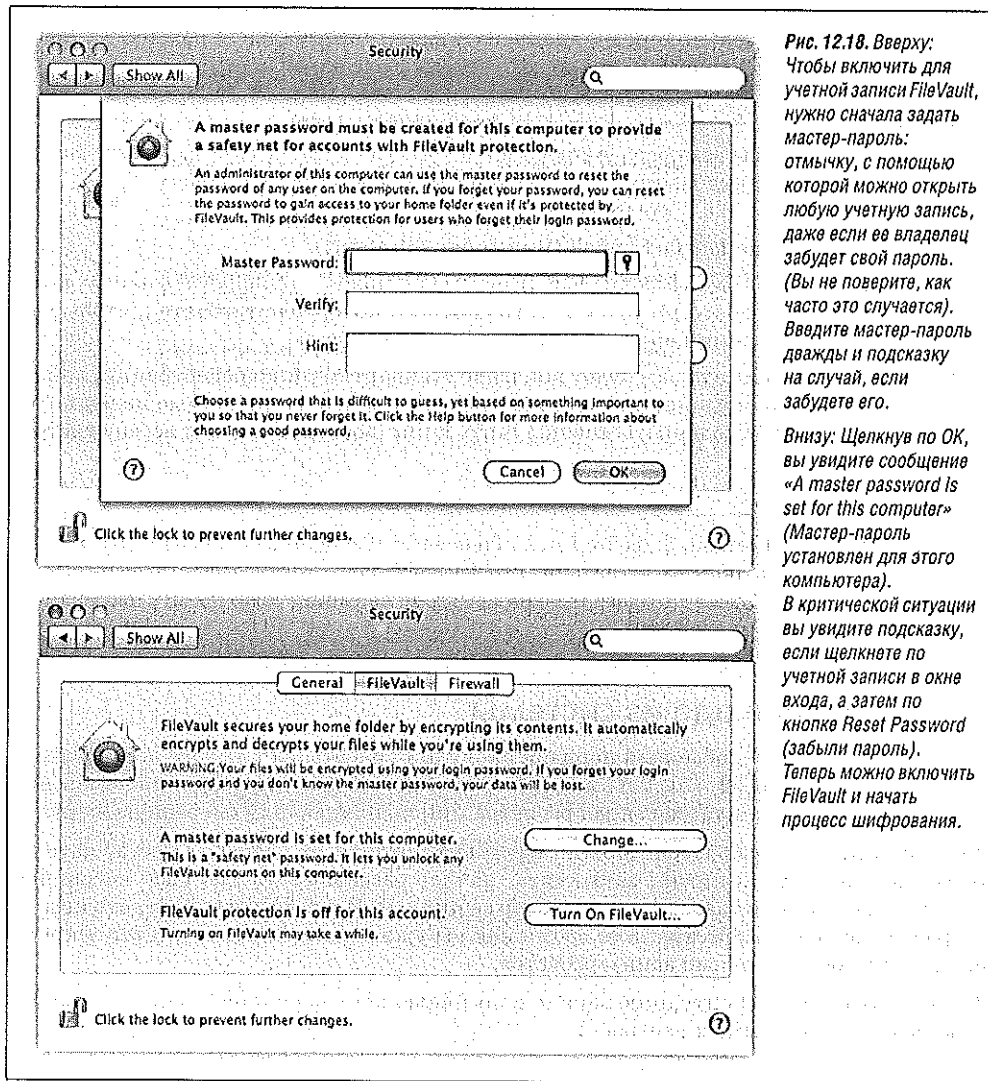 Security
Show All
A master password must be created for this computer to provide
a safety net for accounts with FileVault protection.
An administrator of this computer can use the master password to reset the
password of any user on the computer. If you forget your password, you can reset
the password to gain access to your home folder even if it's protected by
FileVault. This provides protection for users who forget their login password.
Master Password:
Verify:
Hint:
Choose a password that is difficult to guess, yet based on something important to
you so that you never forget it. Click the Help button for more information about
choosing a good password.
?
Cancel
OK
Click the lock to prevent further changes.
?
Security
Show All
General
FileVault
Firewall
FileVault secures your home folder by encrypting its contents. It automatically
encrypts and decrypts your files while you're using them.
WARNING: Your files will be encrypted using your login password. If you forget your login
password and you don't know the master password, your data will be lost.
A master password is set for this computer.
This is a "safety net" password. It lets you unlock any
FileVault account on this computer.
Change...
FileVault protection is off for this account.
Turning on FileVault may take a while.
Turn On FileVault...
Click the lock to prevent further changes.
?
Рис. 12.18. Вверху:
Чтобы включить для
учетной записи FileVault,
нужно сначала задать
мастер-пароль:
отмычку, с помощью
которой можно открыть
любую учетную запись,
даже если ее владелец
забудет свой пароль.
(Вы не поверите, как
часто это случается).
Введите мастер-пароль
дважды и подсказку
на случай, если
забудете его.
Внизу: Щелкнув по OK,
вы увидите сообщение
«A master password is
set for this computer»
(Мастер-пароль
установлен для этого
компьютера).
В критической ситуации
вы увидите подсказку,
если щелкнете по
учетной записи в окне
входа, а затем по
кнопке Reset Password
(забыли пароль).
Теперь можно включить
FileVault и начать
процесс шифрования.